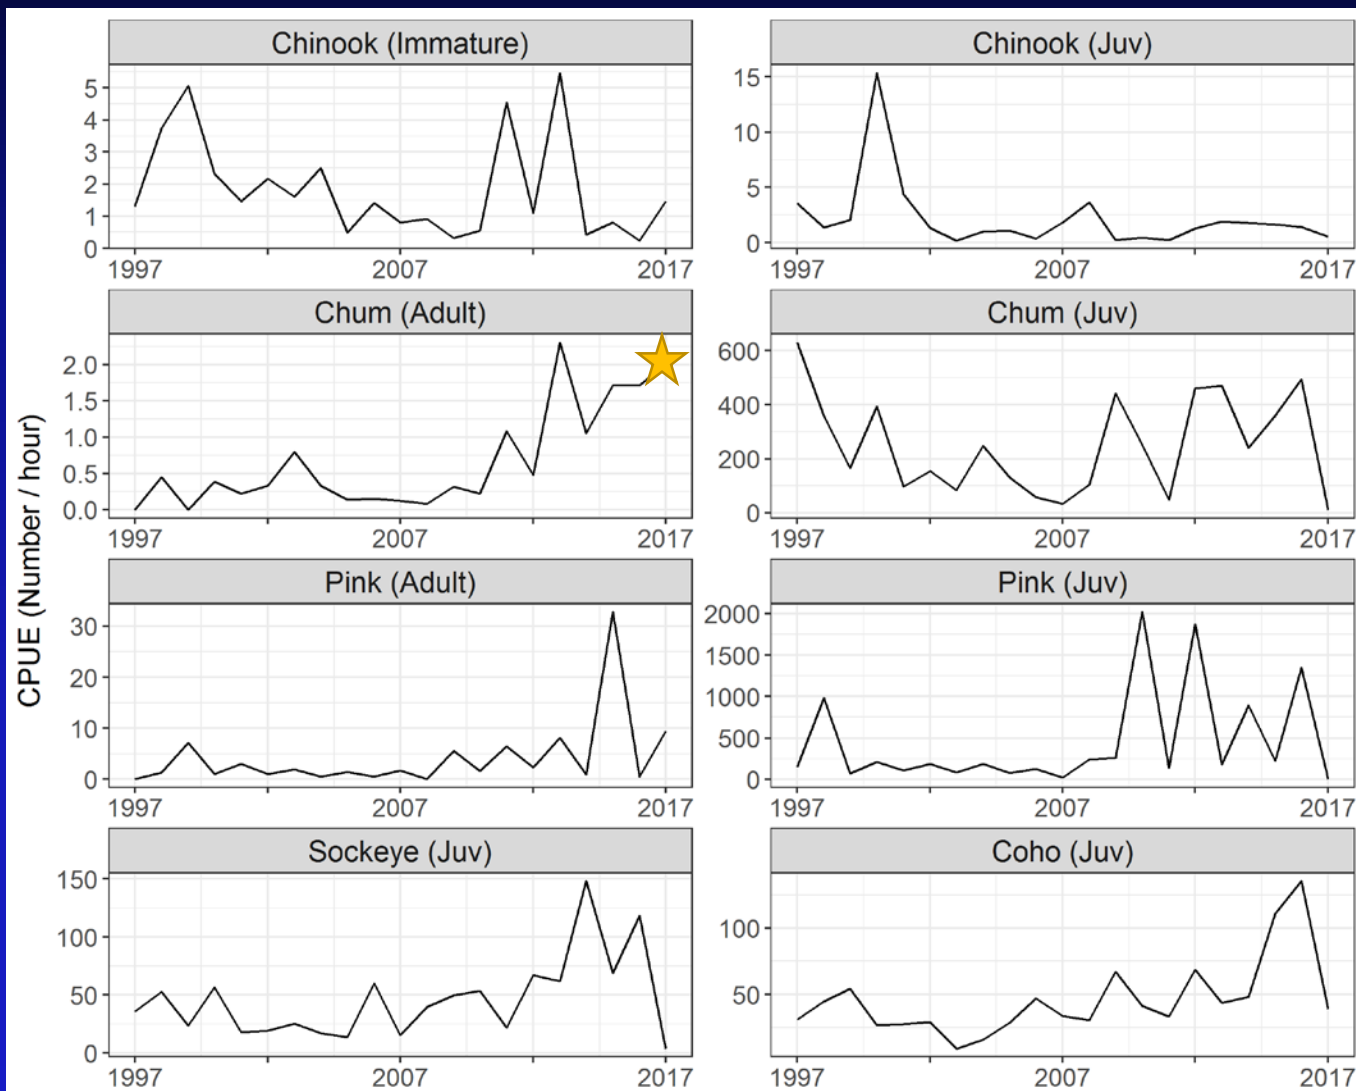 CPUE (Number / hour)
Chinook (Immature)
5
4
3
2
1
0
1997 2007 2017
Chinook (Juv)
15
10
5
0
1997 2007 2017
Chum (Adult)
2.0
1.5
1.0
0.5
0.0
1997 2007 2017
Chum (Juv)
600
400
200
0
1997 2007 2017
Pink (Adult)
30
20
10
0
1997 2007 2017
Pink (Juv)
2000
1500
1000
500
0
1997 2007 2017
Sockeye (Juv)
150
100
50
0
1997 2007 2017
Coho (Juv)
100
50
1997 2007 2017